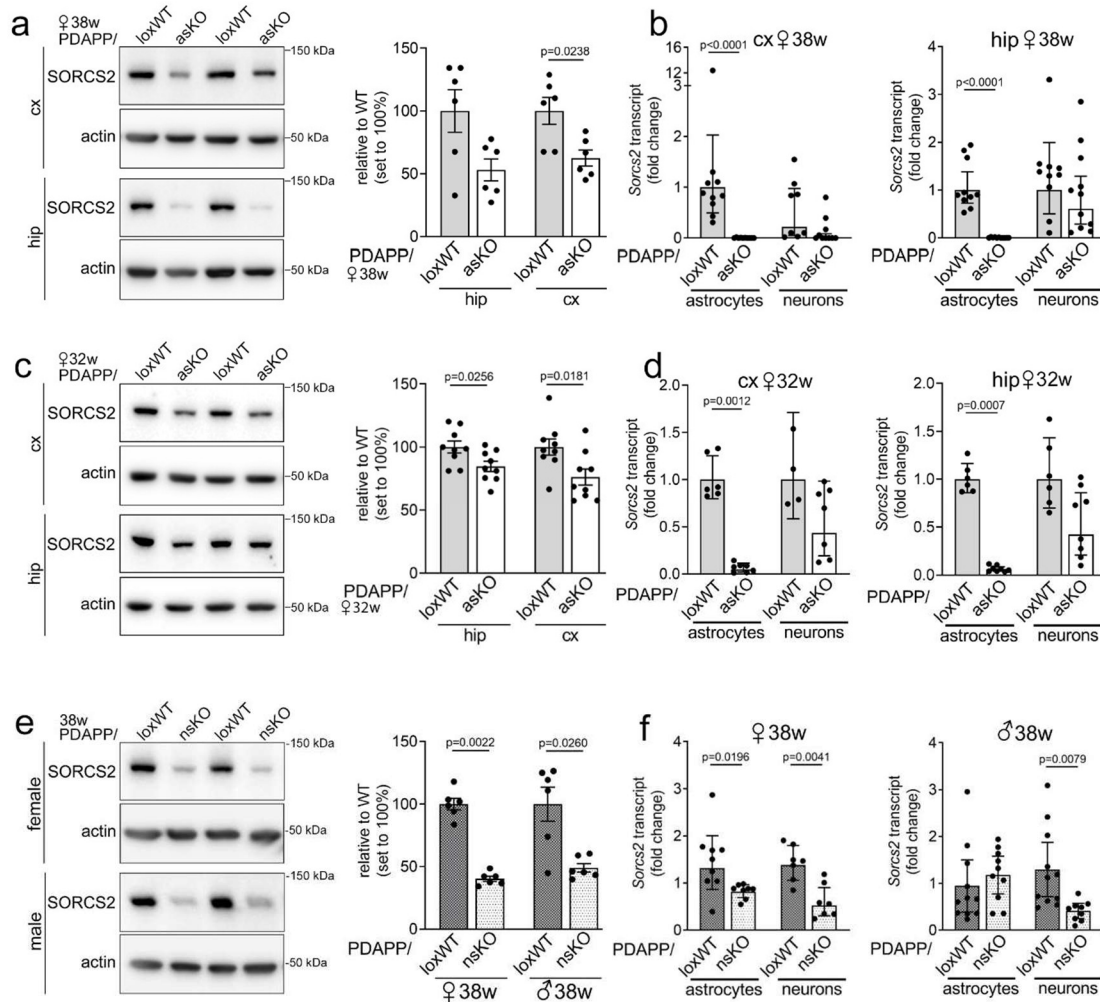 a
♀38w
PDAPP/
loxWT
asKO
loxWT
asKO
-150 kDa
SORCS2
actin
-50 kDa
cx
-150 kDa
SORCS2
actin
-50 kDa
hip
relative to WT
(set to 100%)
150
100
50
0
p=0.0238
PDAPP/
♀38w
loxWT
asKO
loxWT
asKO
hip
cx
b
cx♀38w
Sorcs2 transcript
(fold change)
16
12
3
2
1
0
p<0.0001
PDAPP/
loxWT
asKO
loxWT
asKO
astrocytes
neurons
hip♀38w
Sorcs2 transcript
(fold change)
4
3
2
1
0
p<0.0001
PDAPP/
loxWT
asKO
loxWT
asKO
astrocytes
neurons
c
♀32w
PDAPP/
loxWT
asKO
loxWT
asKO
-150 kDa
SORCS2
actin
-50 kDa
cx
-150 kDa
SORCS2
actin
-50 kDa
hip
relative to WT
(set to 100%)
150
100
50
0
p=0.0256
p=0.0181
PDAPP/
♀32w
loxWT
asKO
loxWT
asKO
hip
cx
d
cx♀32w
Sorcs2 transcript
(fold change)
2.0
1.5
1.0
0.5
0.0
p=0.0012
PDAPP/
loxWT
asKO
loxWT
asKO
astrocytes
neurons
hip♀32w
Sorcs2 transcript
(fold change)
2.0
1.5
1.0
0.5
0.0
p=0.0007
PDAPP/
loxWT
asKO
loxWT
asKO
astrocytes
neurons
e
38w
PDAPP/
loxWT
nsKO
loxWT
nsKO
-150 kDa
SORCS2
actin
-50 kDa
female
-150 kDa
SORCS2
actin
-50 kDa
male
relative to WT
(set to 100%)
150
100
50
0
p=0.0022
p=0.0260
PDAPP/
loxWT
nsKO
loxWT
nsKO
♀38w
♂38w
f
♀38w
Sorcs2 transcript
(fold change)
4
3
2
1
0
p=0.0196
p=0.0041
PDAPP/
loxWT
nsKO
loxWT
nsKO
astrocytes
neurons
♂38w
Sorcs2 transcript
(fold change)
4
3
2
1
0
p=0.0079
PDAPP/
loxWT
nsKO
loxWT
nsKO
astrocytes
neurons